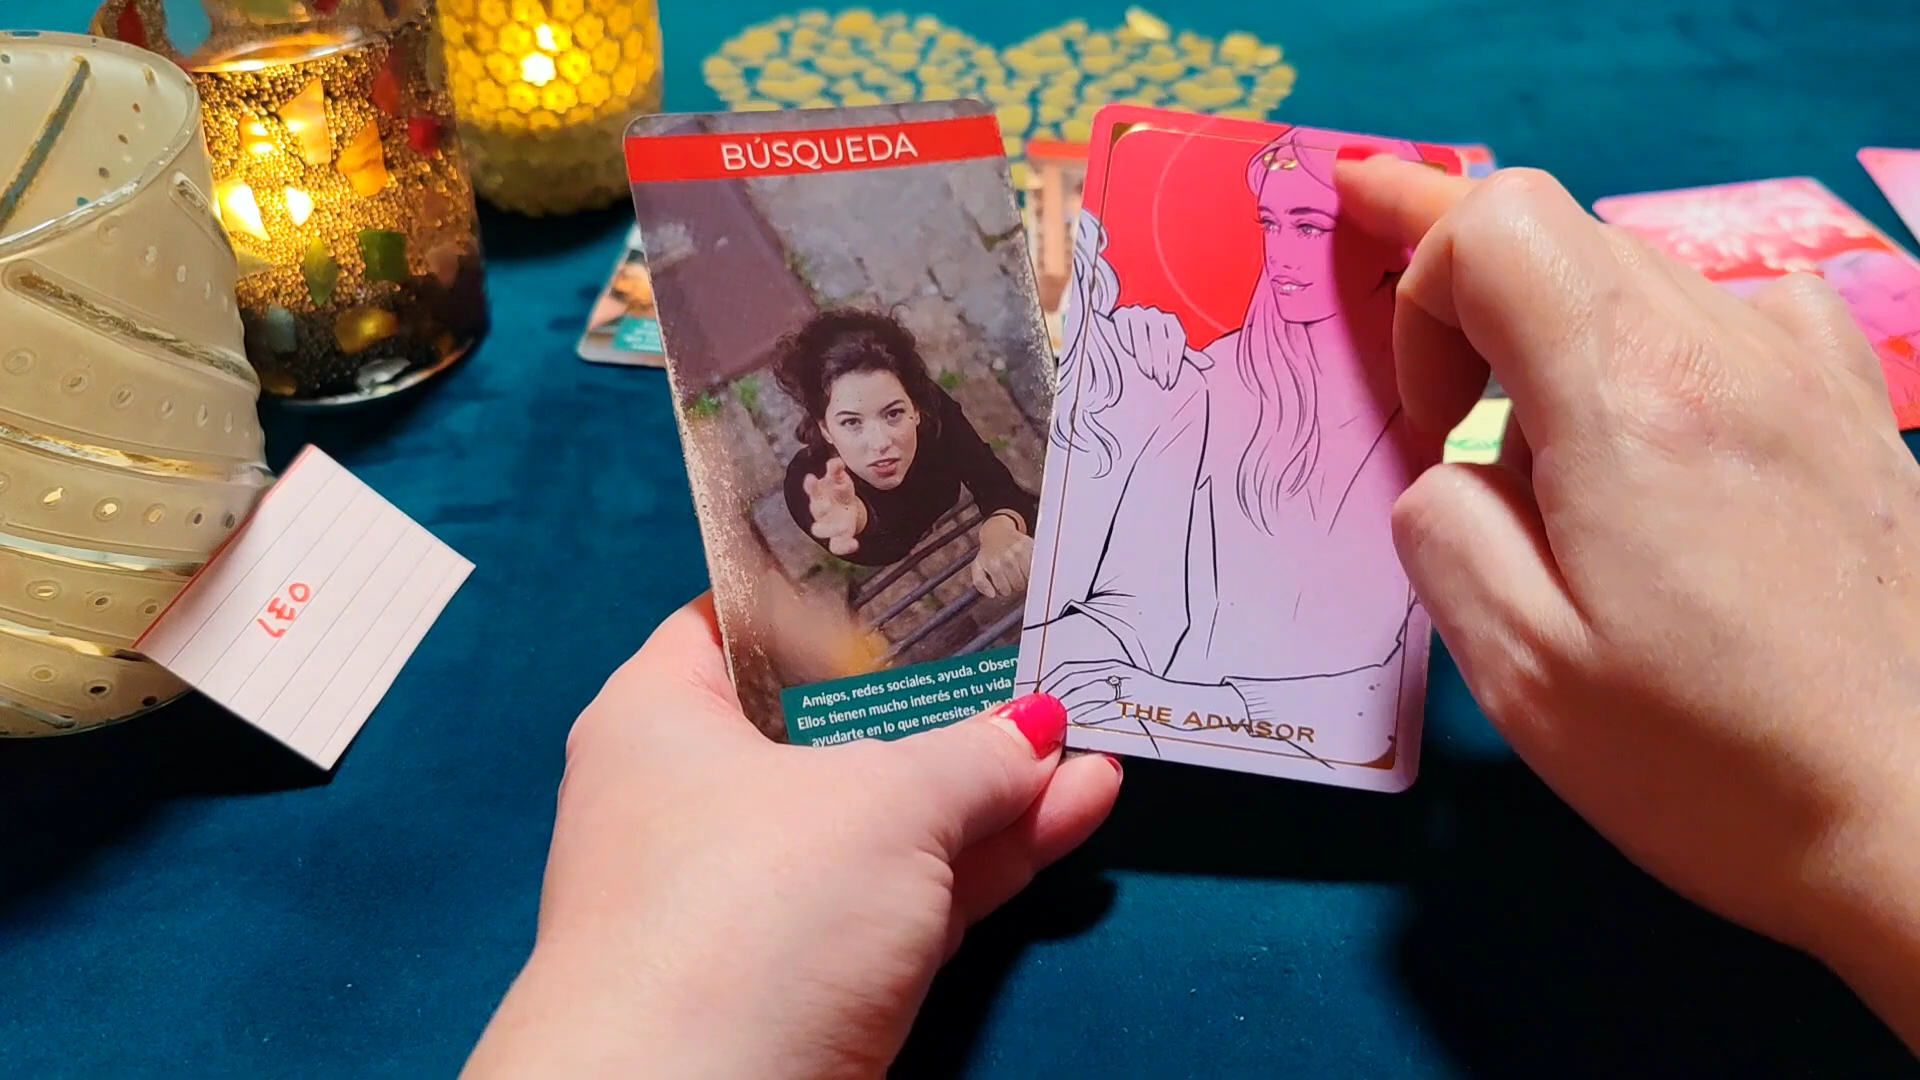 BÚSQUEDA
Amigos, redes sociales, ayuda.
Ellos tienen mucho interés en tu vida
ayudarte en lo que necesites.
THE ADVISOR
LEO